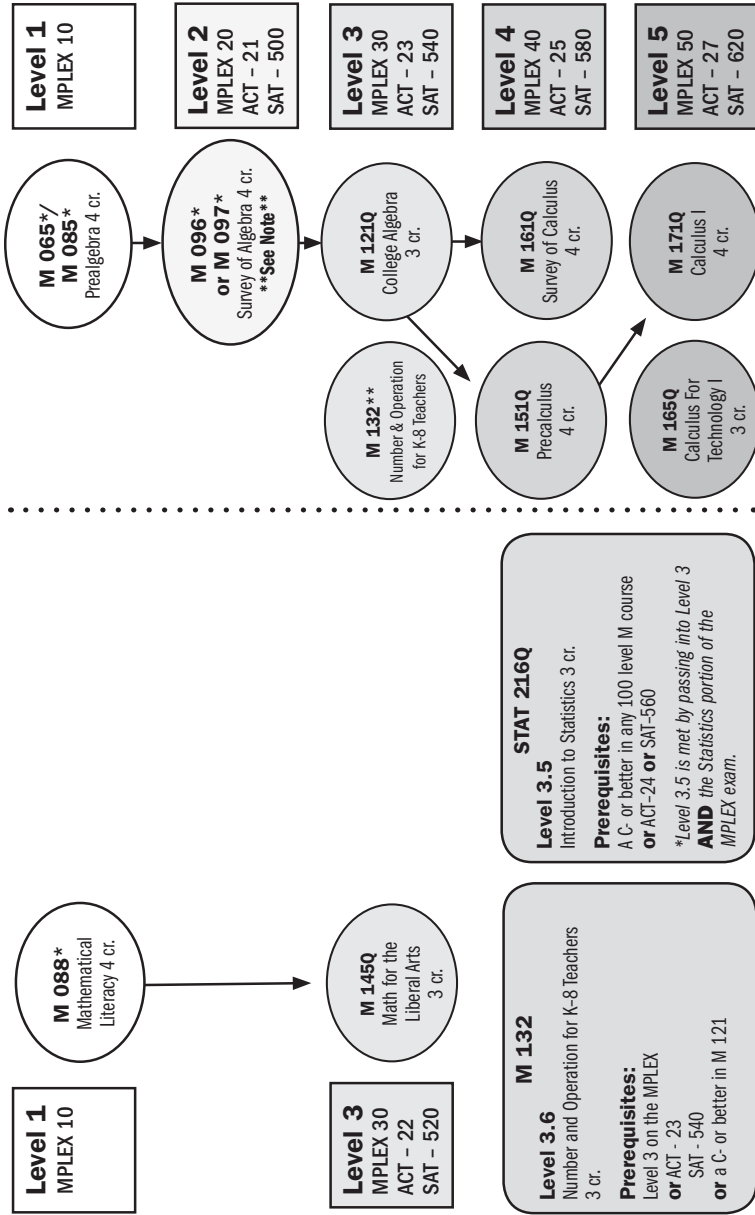 Level 1
MPLEX 10
M 088*
Mathematical
Literacy 4 cr.
Level 3
MPLEX 30
ACT – 22
SAT – 520
M 145Q
Math for the
Liberal Arts
3 cr.
M 132
Level 3.6
Number and Operation for K–8 Teachers
3 cr.
Prerequisites:
Level 3 on the MPLEX
or ACT - 23
SAT - 540
or a C- or better in M 121
STAT 216Q
Level 3.5
Introduction to Statistics 3 cr.
Prerequisites:
A C- or better in any 100 level M course
or ACT–24 or SAT–560
*Level 3.5 is met by passing into Level 3
AND the Statistics portion of the
MPLEX exam.
M 065*/
M 085*
Prealgebra 4 cr.
Level 1
MPLEX 10
M 096*
or M 097*
Survey of Algebra 4 cr.
**See Note**
Level 2
MPLEX 20
ACT – 21
SAT – 500
M 132**
Number & Operation
for K-8 Teachers
M 121Q
College Algebra
3 cr.
Level 3
MPLEX 30
ACT – 23
SAT – 540
M 151Q
Precalculus
4 cr.
M 161Q
Survey of Calculus
4 cr.
Level 4
MPLEX 40
ACT – 25
SAT – 580
M 165Q
Calculus For
Technology I
3 cr.
M 171Q
Calculus I
4 cr.
Level 5
MPLEX 50
ACT – 27
SAT – 620